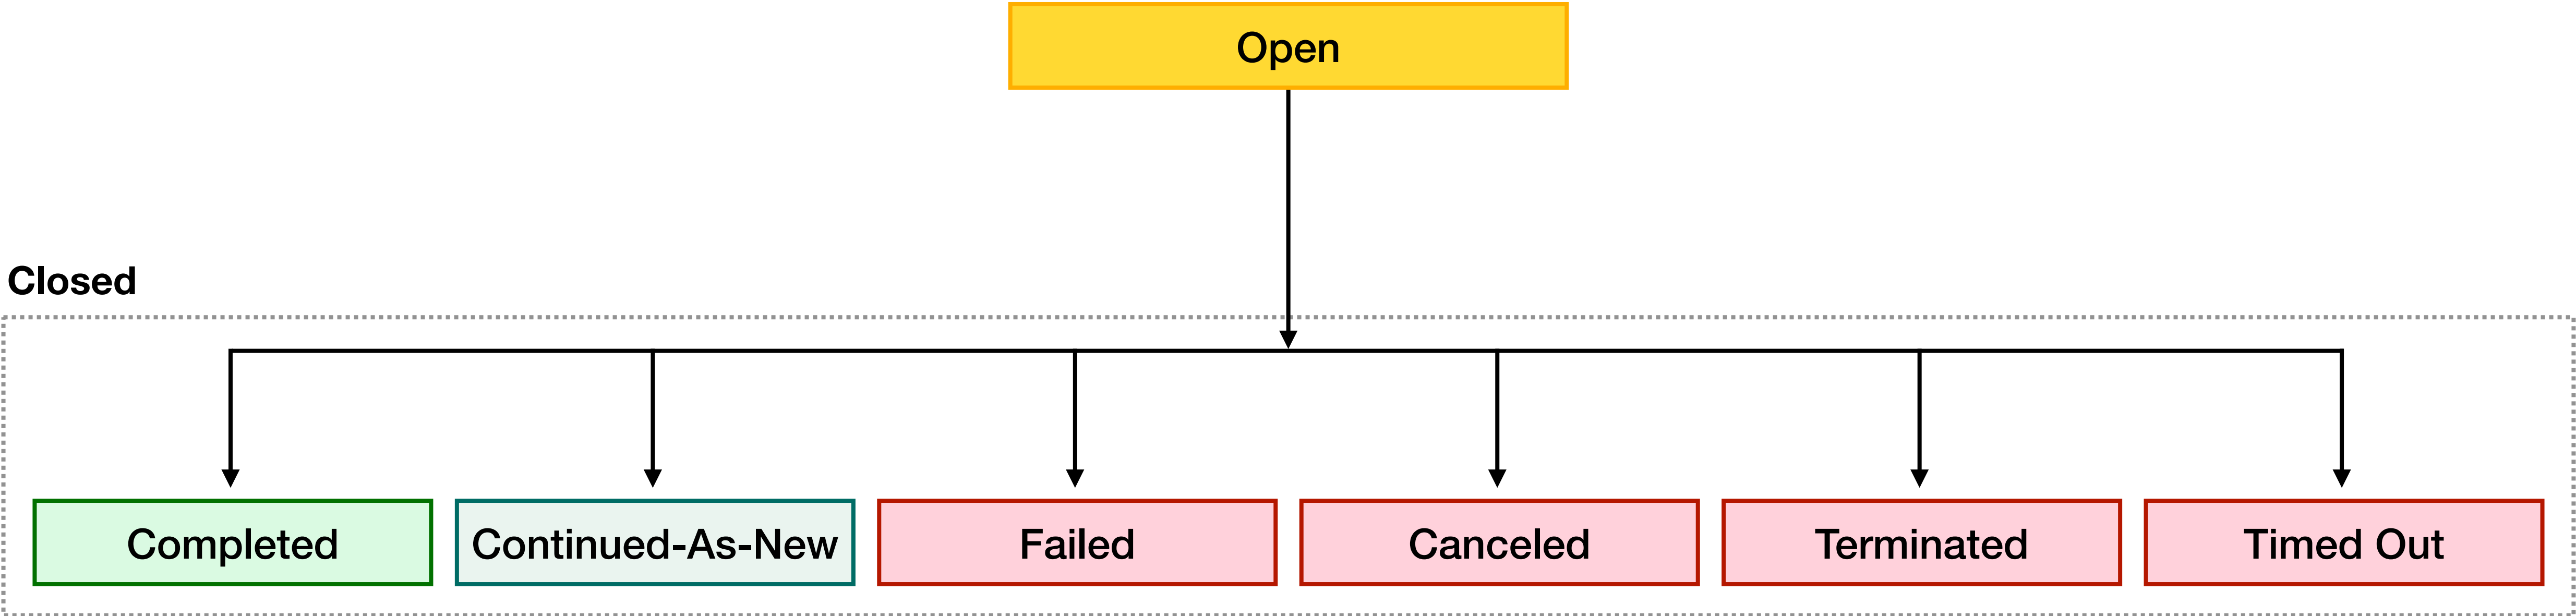 Open
Closed
Completed
Continued-As-New
Failed
Canceled
Terminated
Timed Out